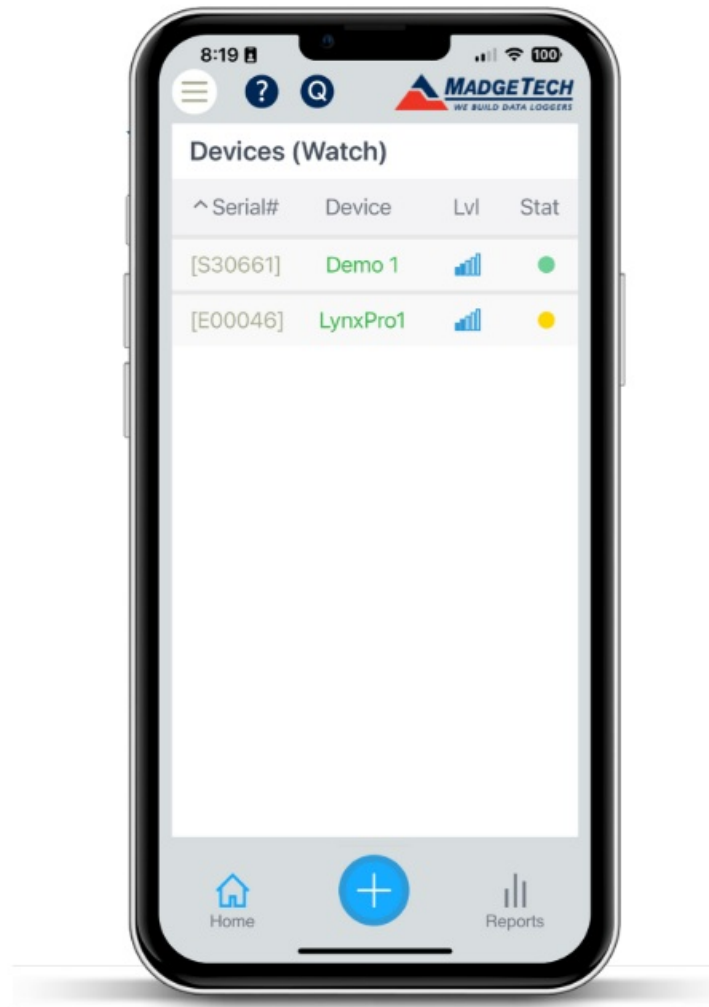 8:19 100
? Q MADGETECH
WE BUILD DATA LOGGERS
Devices (Watch)
^ Serial# Device Lvl Stat
[S30661] Demo 1
[E00046] LynxPro1
+
Home Reports